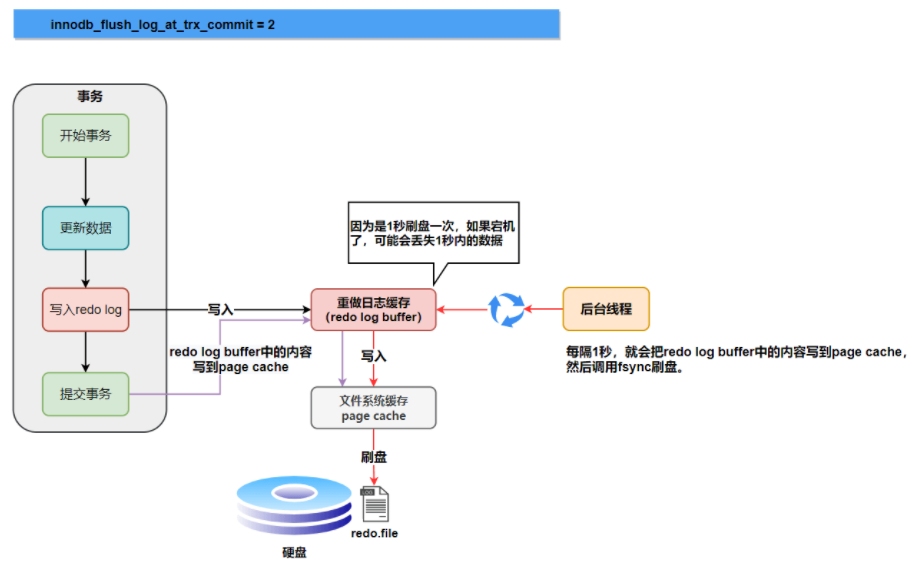 innodb_flush_log_at_trx_commit = 2
事务
开始事务
更新数据
写入redo log
提交事务
写入
redo log buffer中的内容
写到page cache
因为是1秒刷盘一次，如果宕机
了，可能会丢失1秒内的数据
重做日志缓存
（redo log buffer）
后台线程
每隔1秒，就会把redo log buffer中的内容写到page cache，
然后调用fsync刷盘。
写入
文件系统缓存
page cache
刷盘
LOG
redo.file
硬盘